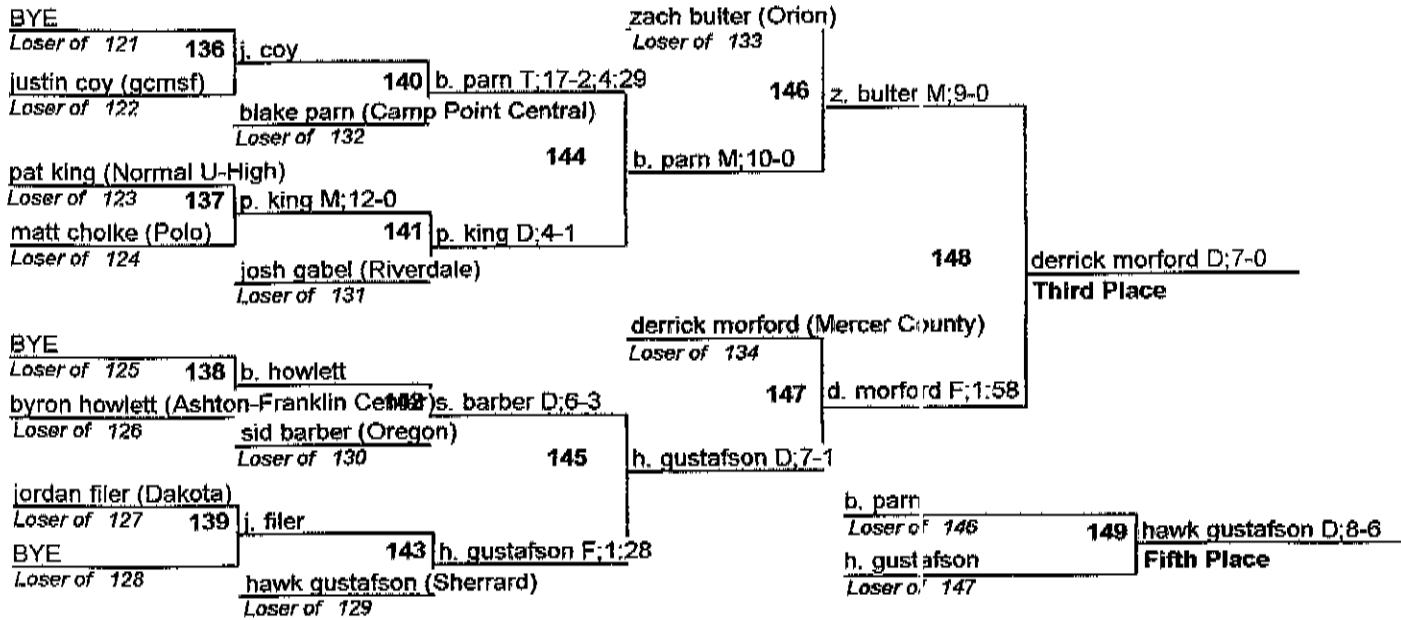 BYE
Loser of 121
136
j. coy
justin coy (gcmsf)
Loser of 122
140
b. parn T;17-2;4:29
blake parn (Camp Point Central)
Loser of 132
pat king (Normal U-High)
Loser of 123
137
p. king M;12-0
matt cholke (Polo)
Loser of 124
141
p. king D;4-1
josh gabel (Riverdale)
Loser of 131
144
b. parn M;10-0
zach bulter (Orion)
Loser of 133
146
z. bulter M;9-0
BYE
Loser of 125
138
b. howlett
byron howlett (Ashton-Franklin Center)
Loser of 126
142
s. barber D;6-3
sid barber (Oregon)
Loser of 130
jordan filer (Dakota)
Loser of 127
139
j. filer
BYE
Loser of 128
143
h. gustafson F;1:28
hawk gustafson (Sherrard)
Loser of 129
145
h. gustafson D;7-1
derrick morford (Mercer County)
Loser of 134
147
d. morford F;1:58
148
derrick morford D;7-0
Third Place
b. parn
Loser of 146
149
hawk gustafson D;8-6
h. gustafson
Fifth Place
Loser of 147